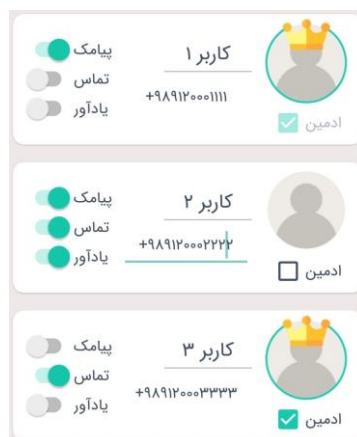 کاربر ۱
پیامک
تماس
+۹۸۹۱۲۰۰۰۱۱۱۱
یادآور
ادمین
کاربر ۲
پیامک
تماس
+۹۸۹۱۲۰۰۰۲۲۲۲
یادآور
ادمین
کاربر ۳
پیامک
تماس
+۹۸۹۱۲۰۰۰۳۳۳۳
یادآور
ادمین